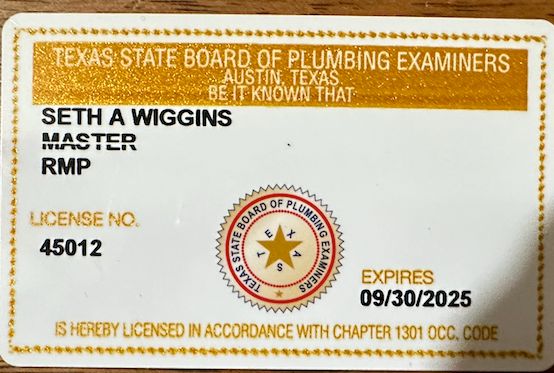 TEXAS STATE BOARD OF PLUMBING EXAMINERS
AUSTIN, TEXAS
BE IT KNOWN THAT
SETH A WIGGINS
MASTER
RMP
LICENSE NO.
45012
TEXAS STATE BOARD OF PLUMBING EXAMINERS
TEXAS
EXPIRES
09/30/2025
IS HEREBY LICENSED IN ACCORDANCE WITH CHAPTER 1301 OCC. CODE